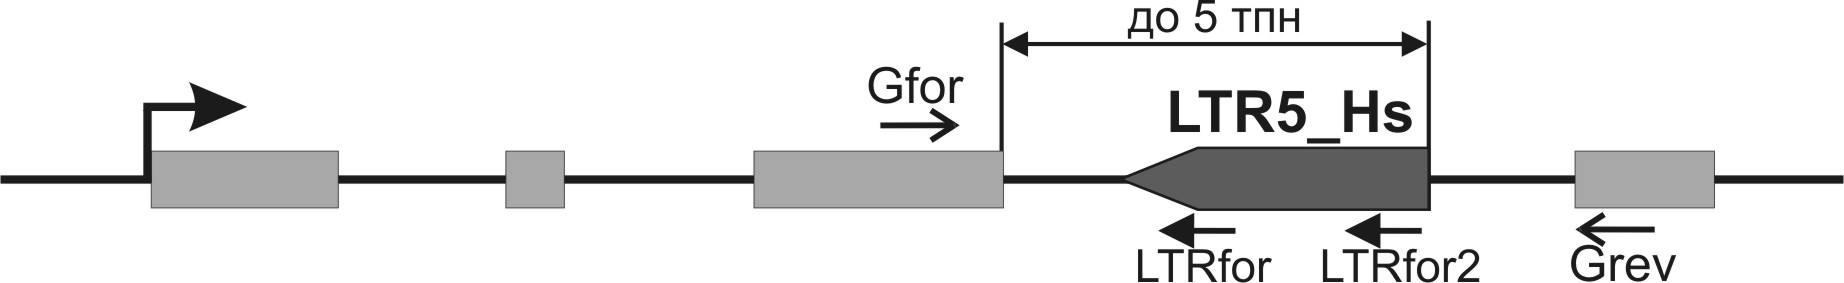 до 5 тпн
Gfor
LTR5_Hs
LTRfor
LTRfor2
Grev